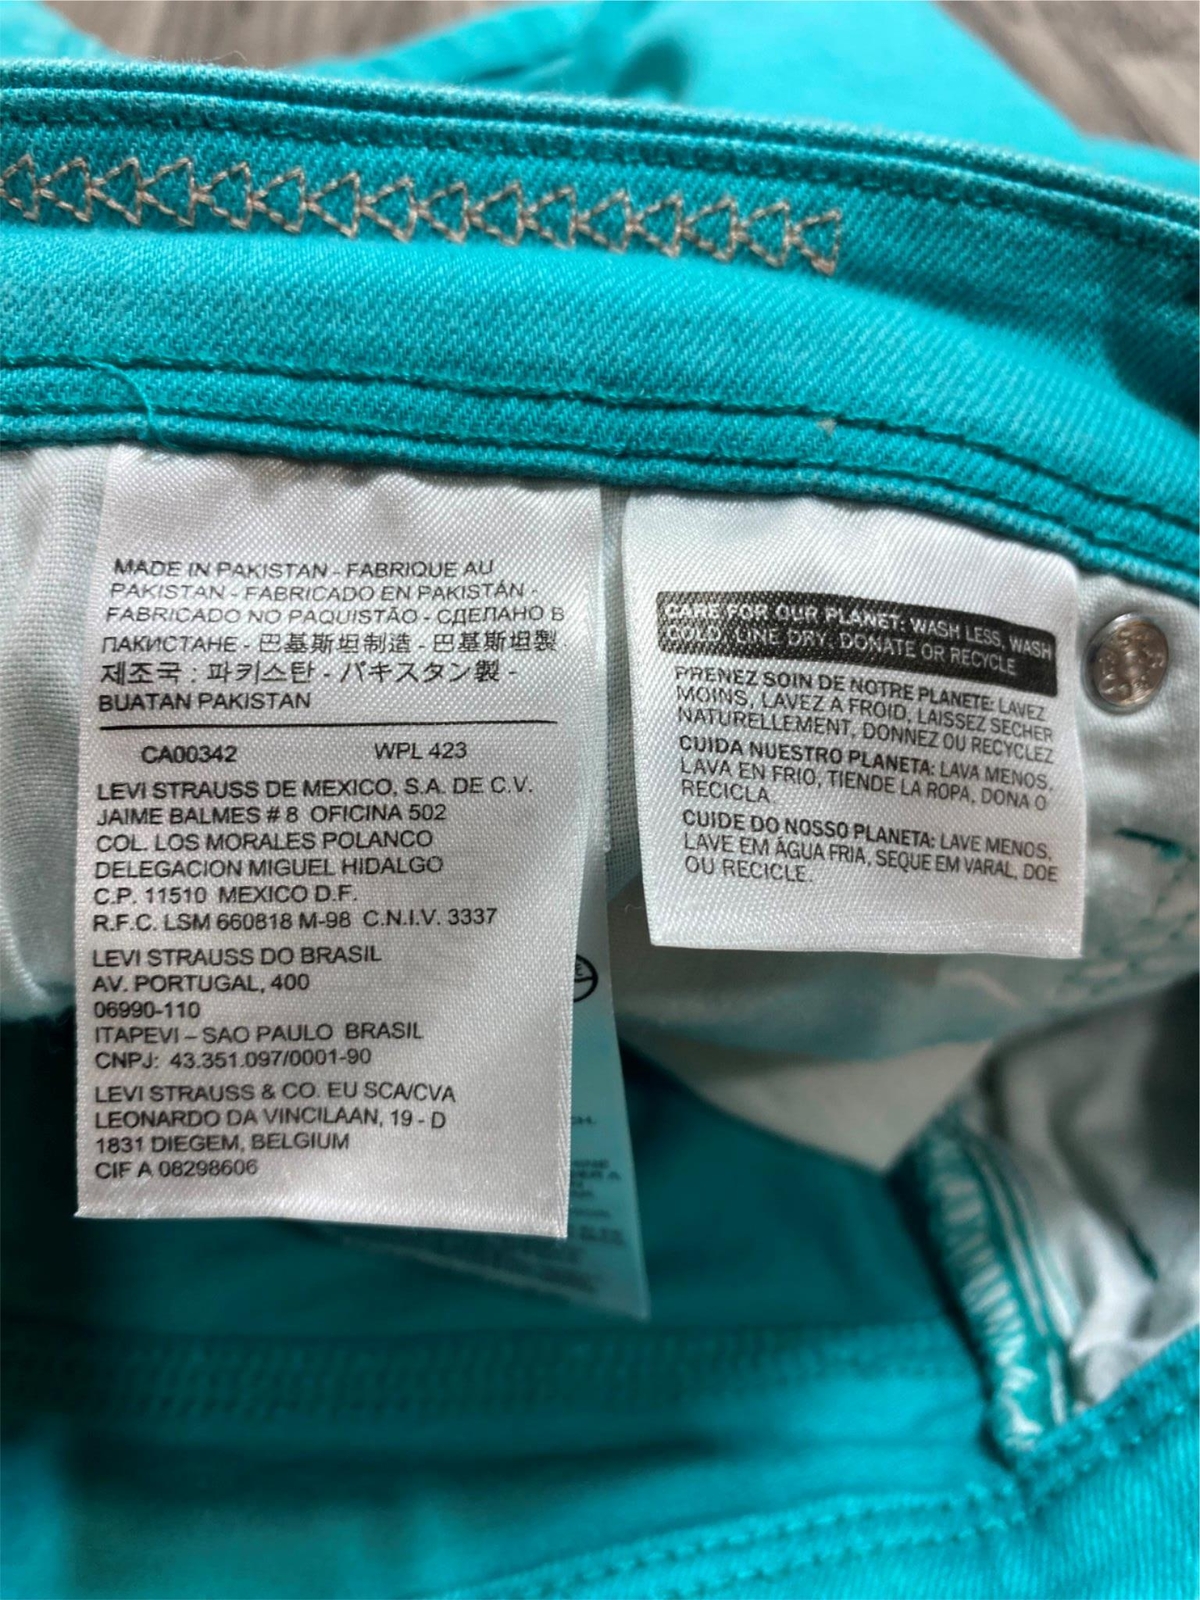 MADE IN PAKISTAN - FABRIQUE AU
PAKISTAN - FABRICADO EN PAKISTÁN -
FABRICADO NO PAQUISTÃO - СДЕЛАНО В
ПАКИСТАНЕ - 巴基斯坦制造 - 巴基斯坦製
제조국 : 파키스탄 - パキスタン製 -
BUATAN PAKISTAN
CA00342 WPL 423
LEVI STRAUSS DE MEXICO, S.A. DE C.V.
JAIME BALMES # 8 OFICINA 502
COL. LOS MORALES POLANCO
DELEGACION MIGUEL HIDALGO
C.P. 11510 MEXICO D.F.
R.F.C. LSM 660818 M-98 C.N.I.V. 3337
LEVI STRAUSS DO BRASIL
AV. PORTUGAL, 400
06990-110
ITAPEVI – SAO PAULO BRASIL
CNPJ: 43.351.097/0001-90
LEVI STRAUSS & CO. EU SCA/CVA
LEONARDO DA VINCILAAN, 19 - D
1831 DIEGEM, BELGIUM
CIF A 08298606
CARE FOR OUR PLANET: WASH LESS, WASH
COLD, LINE DRY, DONATE OR RECYCLE
PRENEZ SOIN DE NOTRE PLANETE: LAVEZ
MOINS, LAVEZ A FROID, LAISSEZ SECHER
NATURELLEMENT, DONNEZ OU RECYCLEZ
CUIDA NUESTRO PLANETA: LAVA MENOS,
LAVA EN FRIO, TIENDE LA ROPA, DONA O
RECICLA.
CUIDE DO NOSSO PLANETA: LAVE MENOS,
LAVE EM ÁGUA FRIA, SEQUE EM VARAL, DOE
OU RECICLE.